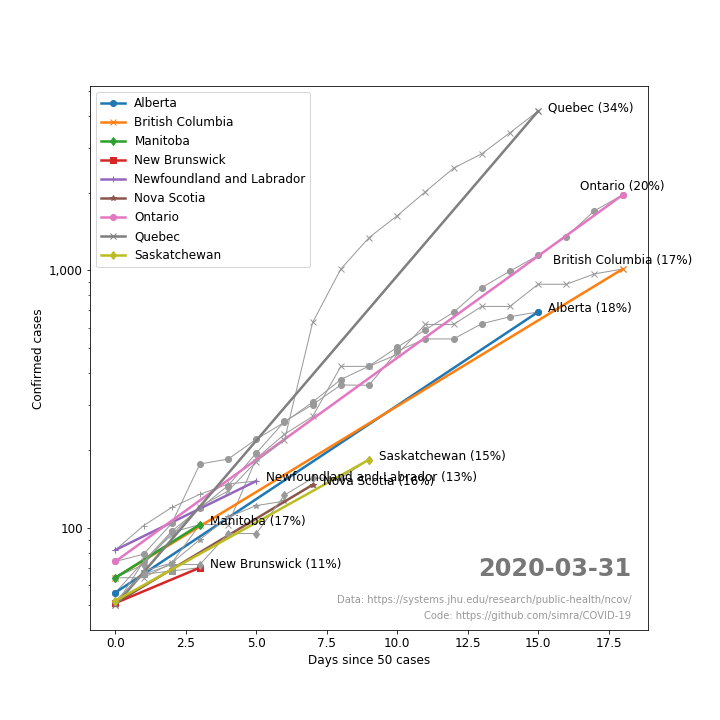 Alberta
British Columbia
Manitoba
New Brunswick
Newfoundland and Labrador
Nova Scotia
Ontario
Quebec
Saskatchewan
Quebec (34%)
Ontario (20%)
British Columbia (17%)
Alberta (18%)
Saskatchewan (15%)
Newfoundland and Labrador (13%)
Nova Scotia (16%)
Manitoba (17%)
New Brunswick (11%)
1,000
100
Confirmed cases
2020-03-31
Data: https://systems.jhu.edu/research/public-health/ncov/
Code: https://github.com/simra/COVID-19
0.0 2.5 5.0 7.5 10.0 12.5 15.0 17.5
Days since 50 cases